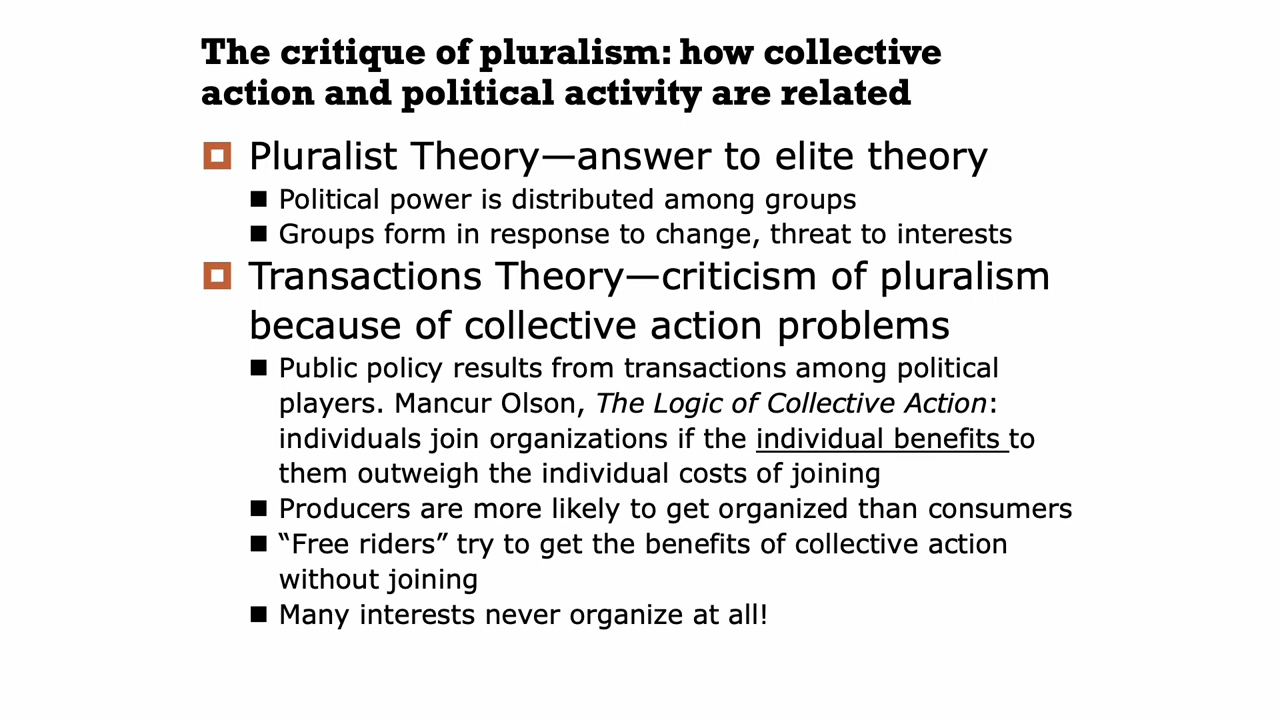 The critique of pluralism: how collective
action and political activity are related
Pluralist Theory—answer to elite theory
Political power is distributed among groups
Groups form in response to change, threat to interests
Transactions Theory—criticism of pluralism
because of collective action problems
Public policy results from transactions among political
players. Mancur Olson, The Logic of Collective Action:
individuals join organizations if the individual benefits to
them outweigh the individual costs of joining
Producers are more likely to get organized than consumers
“Free riders” try to get the benefits of collective action
without joining
Many interests never organize at all!